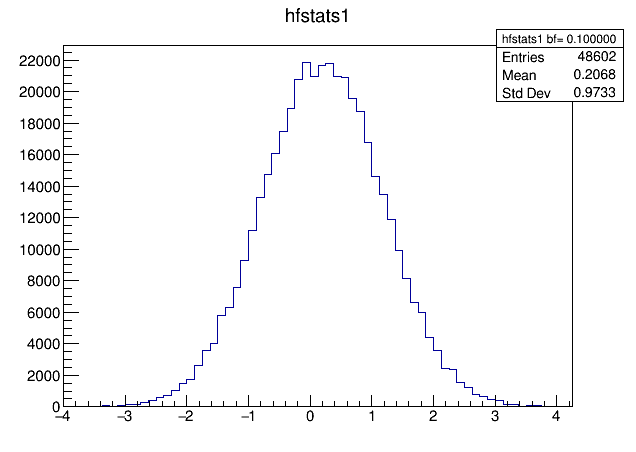 hfstats1
hfstats1 bf= 0.100000
Entries 48602
Mean 0.2068
Std Dev 0.9733
22000
20000
18000
16000
14000
12000
10000
8000
6000
4000
2000
0
−4 −3 −2 −1 0 1 2 3 4